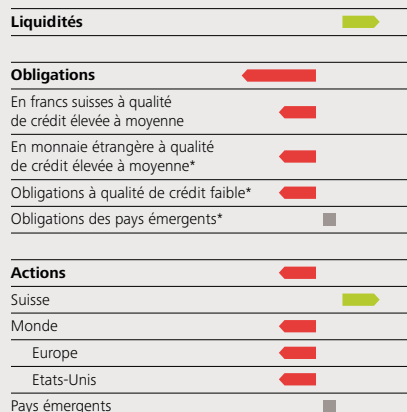 Liquidités
Obligations
En francs suisses à qualité
de crédit élevée à moyenne
En monnaie étrangère à qualité
de crédit élevée à moyenne*
Obligations à qualité de crédit faible*
Obligations des pays émergents*
Actions
Suisse
Monde
Europe
Etats-Unis
Pays émergents